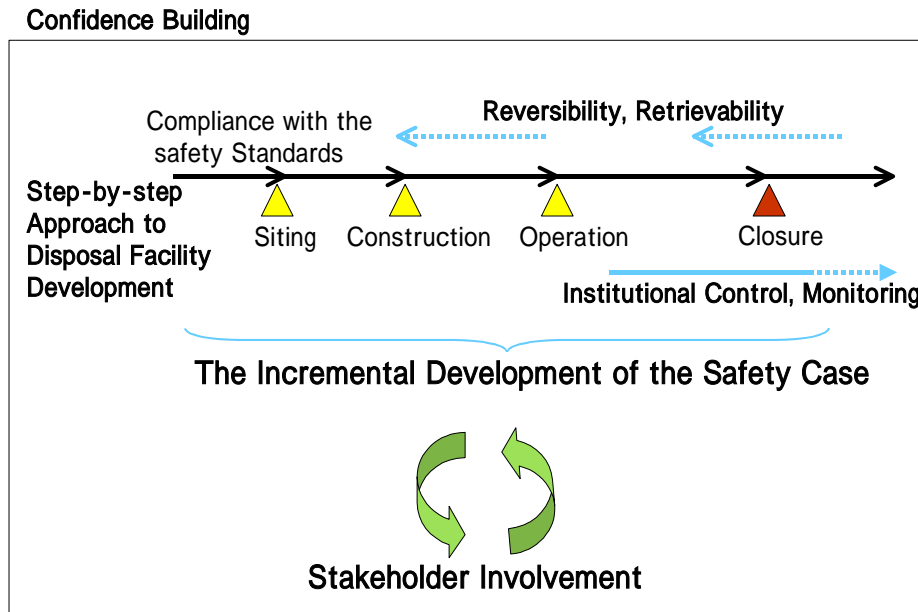 Confidence Building
Reversibility, Retrievability
Compliance with the
safety Standards
Step-by-step
Approach to
Disposal Facility
Development
Siting
Construction
Operation
Closure
Institutional Control, Monitoring
The Incremental Development of the Safety Case
Stakeholder Involvement